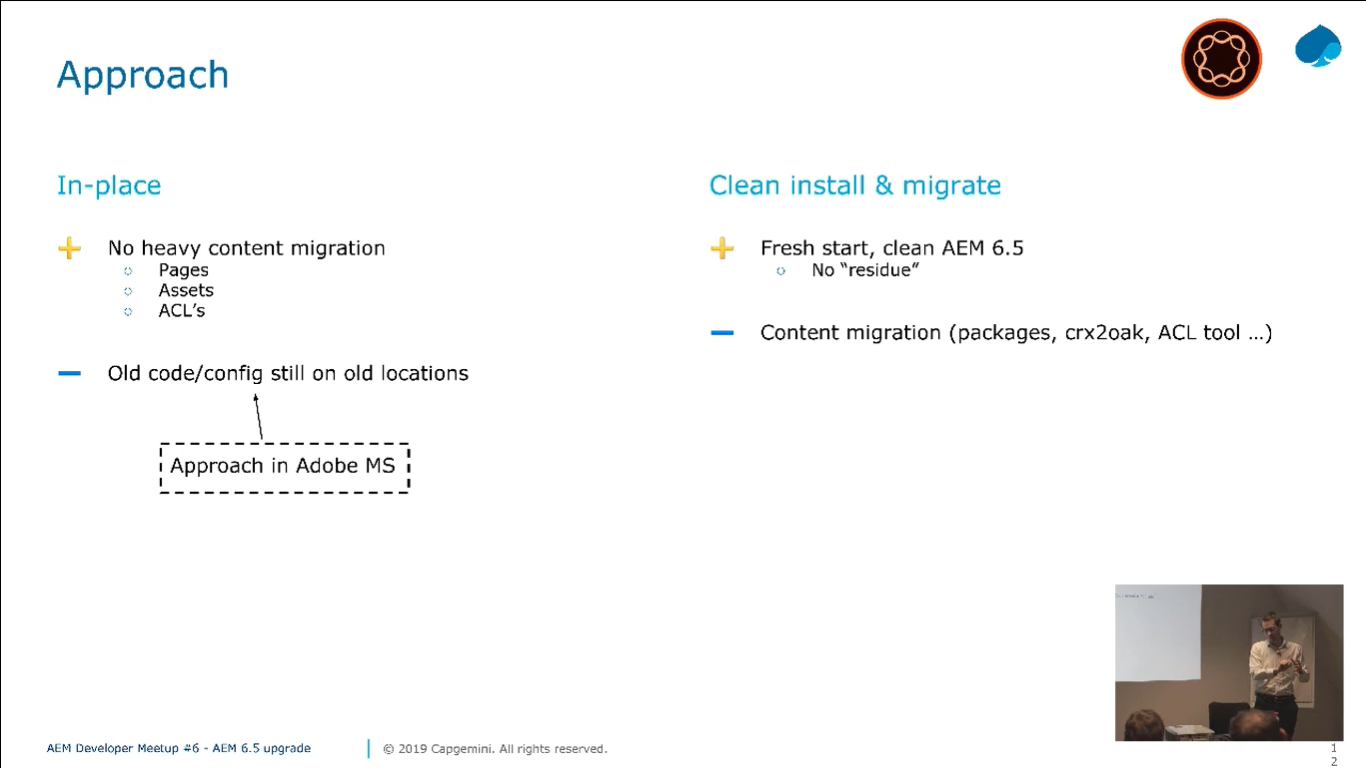 Approach
In-place
No heavy content migration
Pages
Assets
ACL's
Old code/config still on old locations
Approach in Adobe MS
Clean install & migrate
Fresh start, clean AEM 6.5
No “residue”
Content migration (packages, crx2oak, ACL tool …)
AEM Developer Meetup #6 - AEM 6.5 upgrade
© 2019 Capgemini. All rights reserved.
1
2